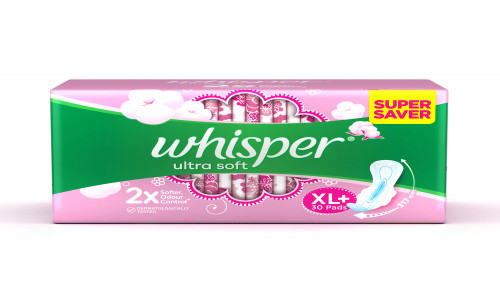 SUPER
SAVER
whisper®
ultra soft
2X Softer,
Odour
Control*
DERMATOLOGICALLY
TESTED
XL+
30 Pads